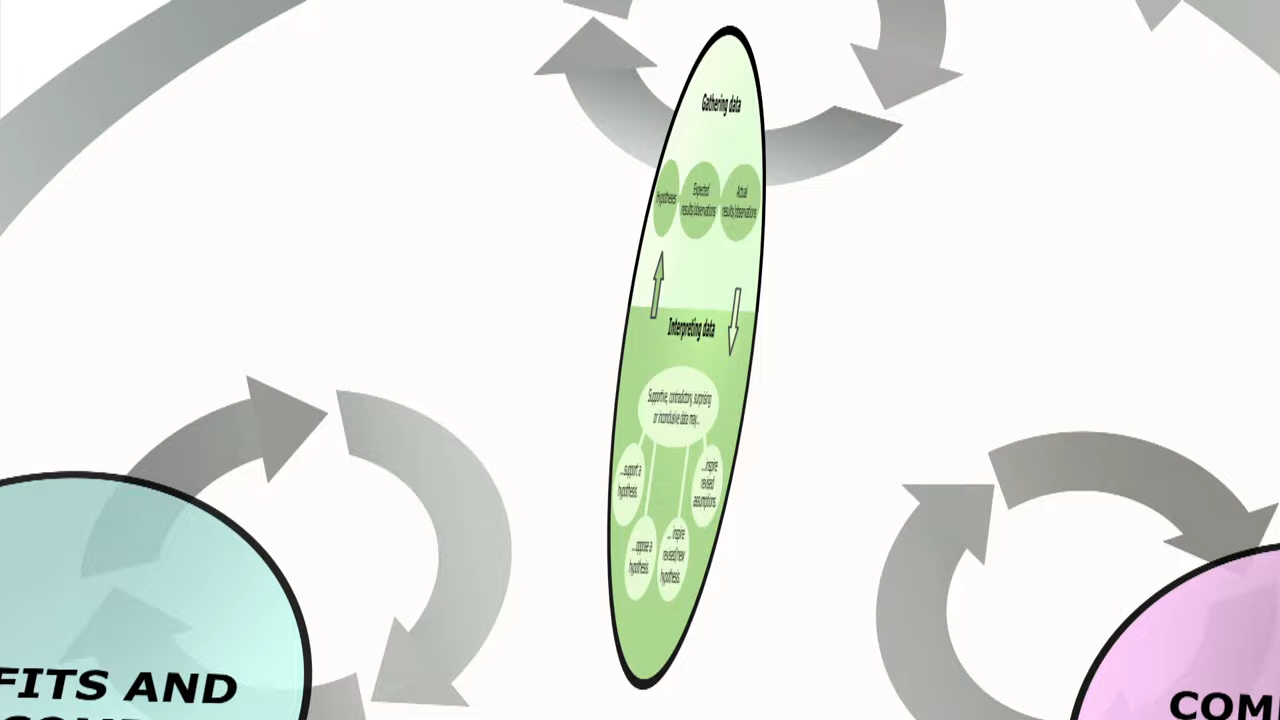 Gathering data
Hypotheses
Expected
results/observations
Actual
results/observations
Interpreting data
Supportive, contradictory, surprising
or inconclusive data may...
...support a
hypothesis.
...inspire
revised
assumptions.
...oppose a
hypothesis.
... inspire
revised/new
hypothesis.
FITS AND
COM